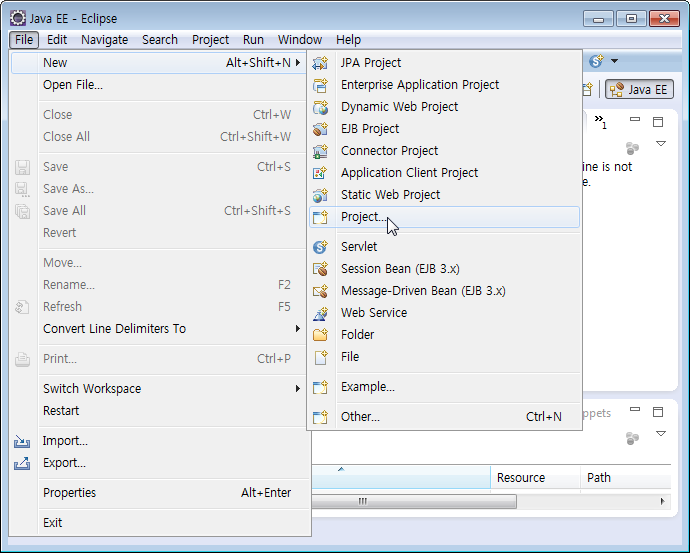 Java EE - Eclipse
File Edit Navigate Search Project Run Window Help
New Alt+Shift+N
Open File...
Close Ctrl+W
Close All Ctrl+Shift+W
Save Ctrl+S
Save As...
Save All Ctrl+Shift+S
Revert
Move...
Rename... F2
Refresh F5
Convert Line Delimiters To
Print... Ctrl+P
Switch Workspace
Restart
Import...
Export...
Properties Alt+Enter
Exit
JPA Project
Enterprise Application Project
Dynamic Web Project
EJB Project
Connector Project
Application Client Project
Static Web Project
Project...
Servlet
Session Bean (EJB 3.x)
Message-Driven Bean (EJB 3.x)
Web Service
Folder
File
Example...
Other... Ctrl+N
Java EE
»1
ine is not
e.
ppets
Resource Path